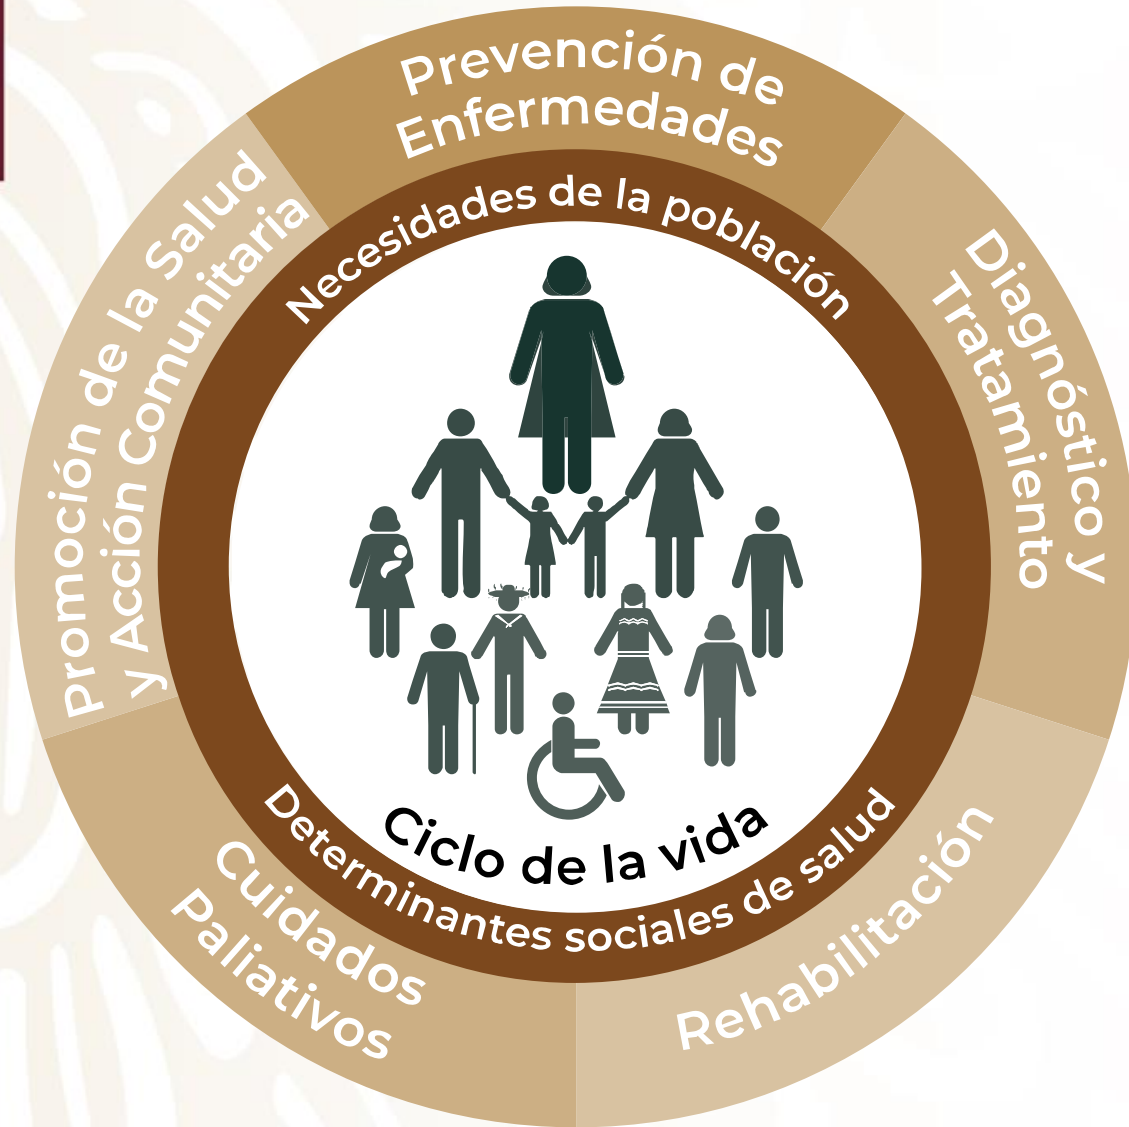 Prevención de
Enfermedades
Diagnóstico y
Tratamiento
Rehabilitación
Cuidados
Paliativos
Promoción de la Salud
y Acción Comunitaria
Necesidades de la población
Determinantes sociales de salud
Ciclo de la vida